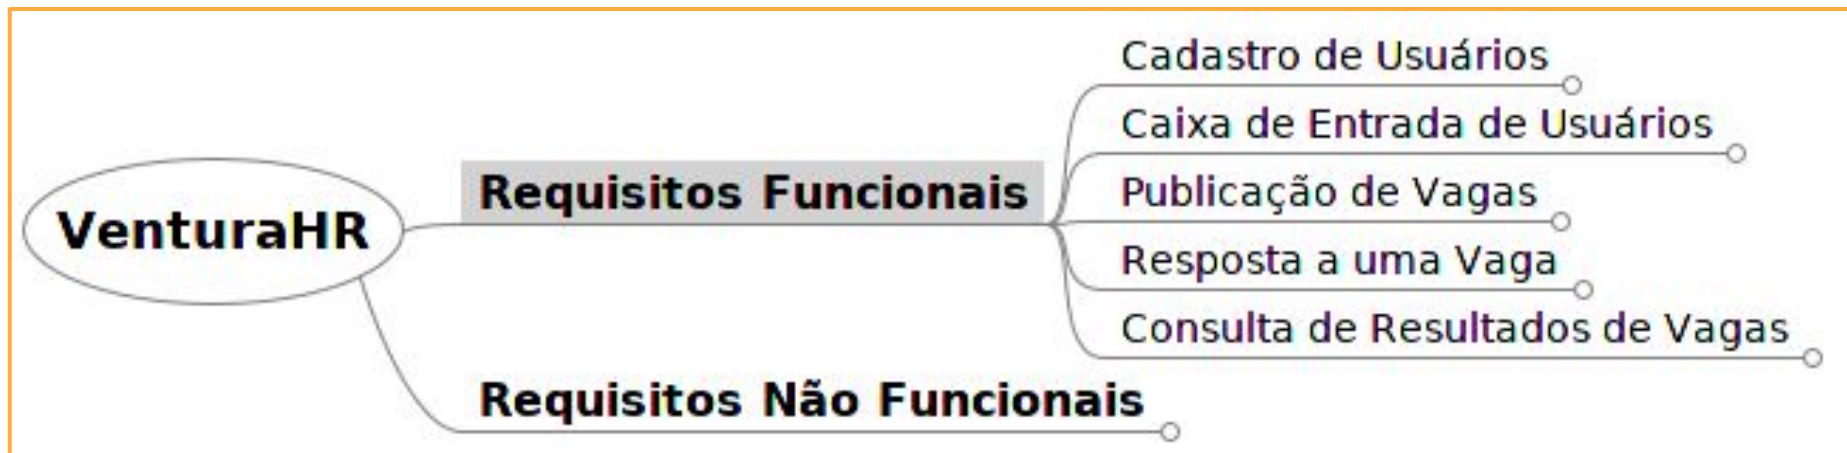 VenturaHR
Requisitos Funcionais
Cadastro de Usuários
Caixa de Entrada de Usuários
Publicação de Vagas
Resposta a uma Vaga
Consulta de Resultados de Vagas
Requisitos Não Funcionais